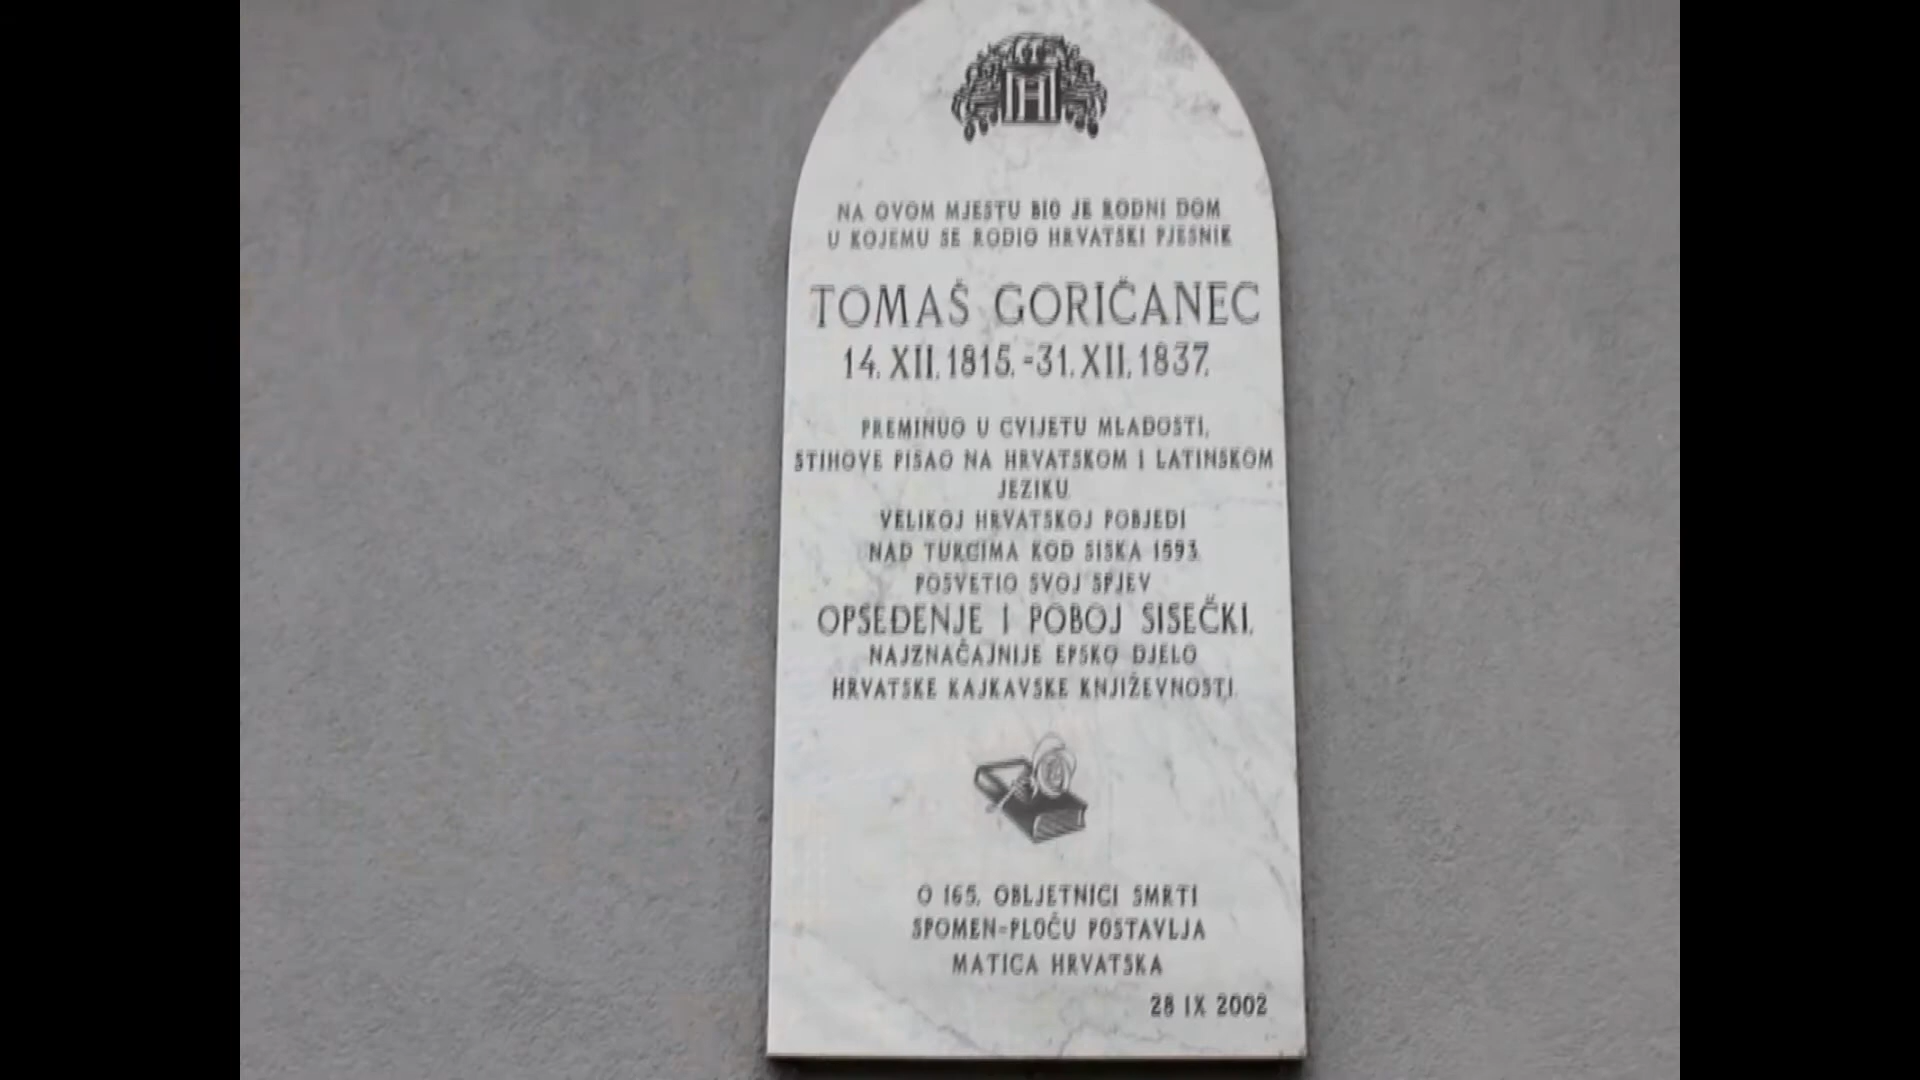 NA OVOM MJESTU BIO JE RODNI DOM
U KOJEMU SE RODIO HRVATSKI PJESNIK
TOMAŠ GORIČANEC
14. XII. 1815.=31. XII. 1837.
PREMINUO U CVIJETU MLADOSTI,
STIHOVE PISAO NA HRVATSKOM I LATINSKOM
JEZIKU.
VELIKOJ HRVATSKOJ POBJEDI
NAD TURCIMA KOD SISKA 1593.
POSVETIO SVOJ SPJEV
OPSEĐENJE I POBOJ SISEČKI,
NAJZNAČAJNIJE EPSKO DJELO
HRVATSKE KAJKAVSKE KNJIŽEVNOSTI.
O 165. OBLJETNICI SMRTI
SPOMEN=PLOČU POSTAVLJA
MATICA HRVATSKA
28 IX 2002